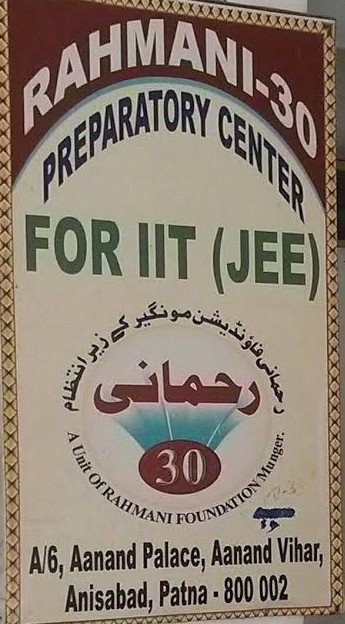 RAHMANI-30
PREPARATORY CENTER
FOR IIT (JEE)
رحمانی فاؤنڈیشن مونگیر کے زیر انتظام
رحمانی
30
A Unit Of RAHMANI FOUNDATION Munger.
A/6, Aanand Palace, Aanand Vihar,
Anisabad, Patna - 800 002